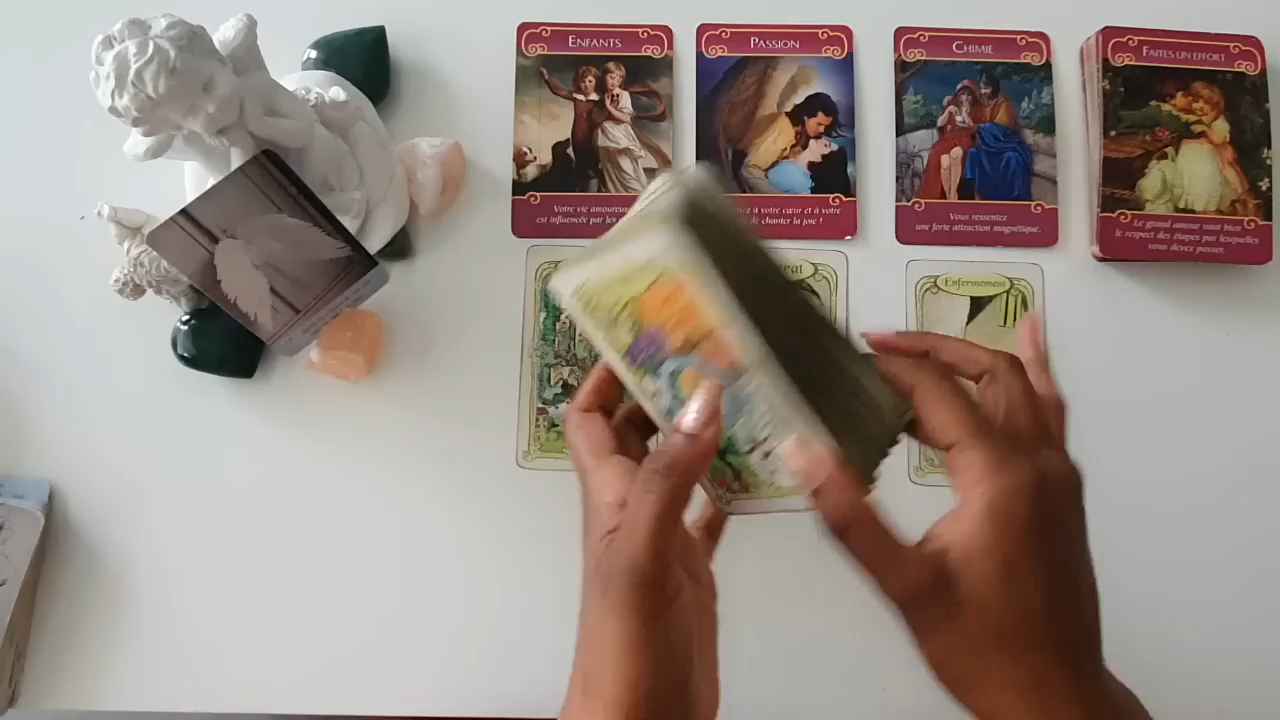 ENFANTS
PASSION
CHIMIE
FAITES UN EFFORT
Votre vie amoureuse
est influencée par les
à votre cœur et à votre
de chanter la joie !
Vous ressentez
une forte attraction magnétique.
Le grand amour vaut bien
le respect des étapes par lesquelles
vous devez passer.
Enfermement